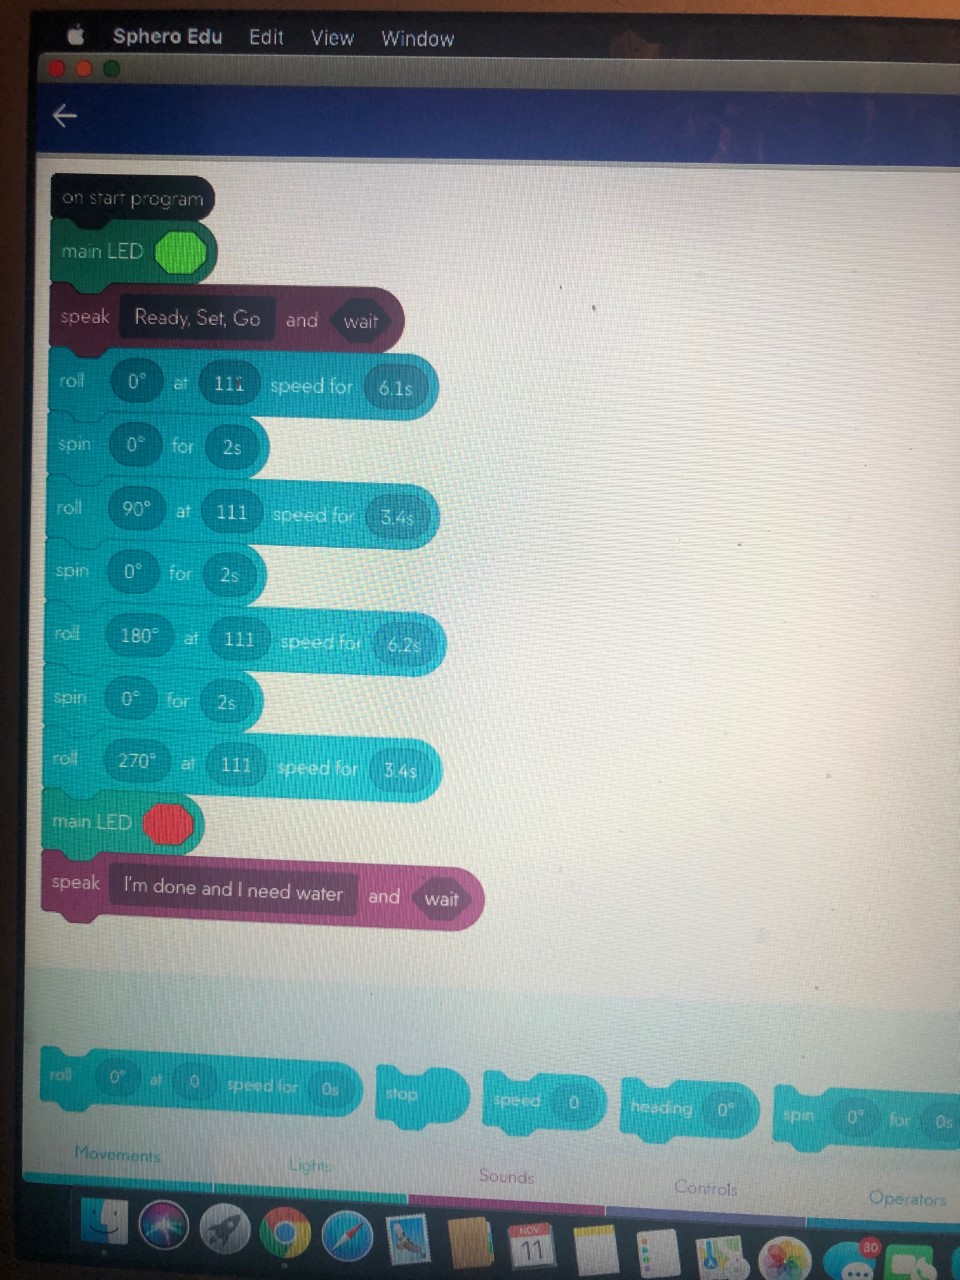 Sphero Edu Edit View Window
on start program
main LED
speak Ready, Set, Go and wait
roll 0° at 111 speed for 6.1s
spin 0° for 2s
roll 90° at 111 speed for 3.4s
spin 0° for 2s
roll 180° at 111 speed for 6.2s
spin 0° for 2s
roll 270° at 111 speed for 3.4s
main LED
speak I'm done and I need water and wait
roll 0° at 0 speed for 0s stop speed 0 heading 0° spin 0° for 0s
Movements Lights Sounds Controls Operators
NOV
11
30